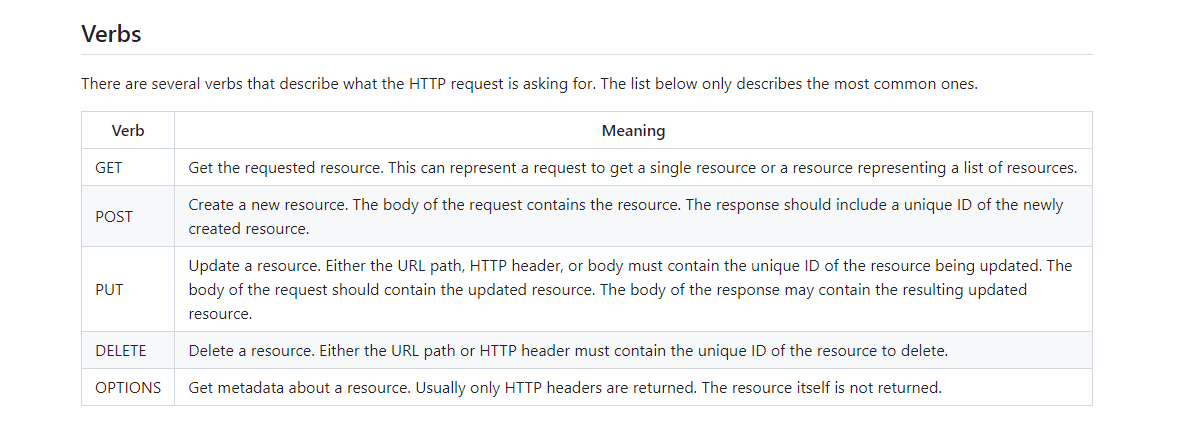 Verbs
There are several verbs that describe what the HTTP request is asking for. The list below only describes the most common ones.
Verb Meaning
GET Get the requested resource. This can represent a request to get a single resource or a resource representing a list of resources.
POST Create a new resource. The body of the request contains the resource. The response should include a unique ID of the newly
created resource.
PUT Update a resource. Either the URL path, HTTP header, or body must contain the unique ID of the resource being updated. The
body of the request should contain the updated resource. The body of the response may contain the resulting updated
resource.
DELETE Delete a resource. Either the URL path or HTTP header must contain the unique ID of the resource to delete.
OPTIONS Get metadata about a resource. Usually only HTTP headers are returned. The resource itself is not returned.